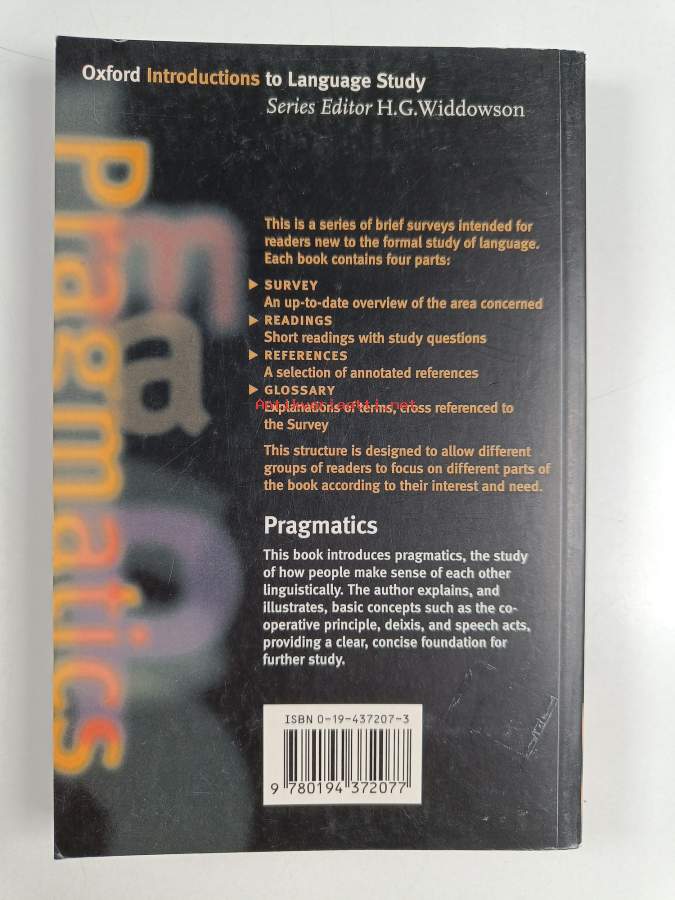 Oxford Introductions to Language Study
Series Editor H.G.Widdowson
Pragmatics
This is a series of brief surveys intended for
readers new to the formal study of language.
Each book contains four parts:
▶ SURVEY
An up-to-date overview of the area concerned
▶ READINGS
Short readings with study questions
▶ REFERENCES
A selection of annotated references
▶ GLOSSARY
Antikvariaatti.net
Explanations of terms, cross referenced to
the Survey
This structure is designed to allow different
groups of readers to focus on different parts of
the book according to their interest and need.
Pragmatics
This book introduces pragmatics, the study
of how people make sense of each other
linguistically. The author explains, and
illustrates, basic concepts such as the co-
operative principle, deixis, and speech acts,
providing a clear, concise foundation for
further study.
ISBN 0-19-437207-3
9 780194 372077